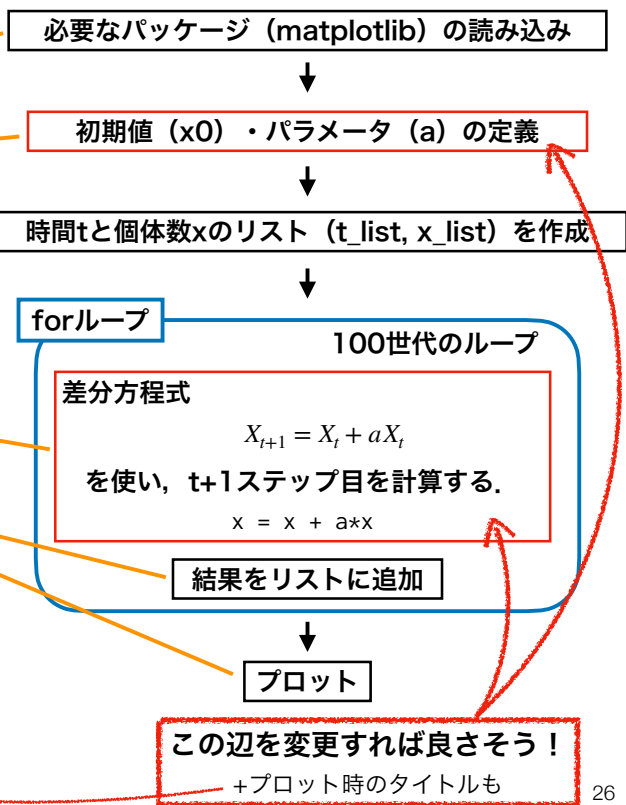 必要なパッケージ（matplotlib）の読み込み
初期値（x0）・パラメータ（a）の定義
時間tと個体数xのリスト（t_list, x_list）を作成
forループ
100世代のループ
差分方程式
X_{t+1} = X_t + aX_t
を使い，t+1ステップ目を計算する．
x = x + a*x
結果をリストに追加
プロット
この辺を変更すれば良さそう！
+プロット時のタイトルも
26